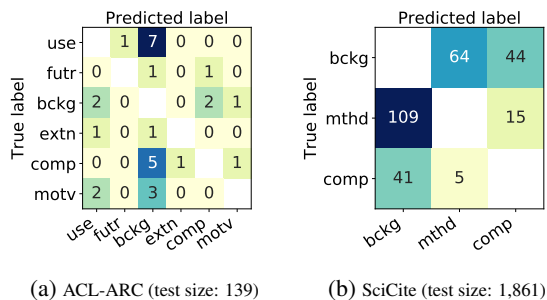 Predicted label
use 1 7 0 0 0
futr 0 1 0 1 0
bckg 2 0 0 2 1
extn 1 0 1 0 0
comp 0 0 5 1 1
motv 2 0 3 0 0
use futr bckg extn comp motv
True label
(a) ACL-ARC (test size: 139)
Predicted label
bckg 64 44
mthd 109 15
comp 41 5
bckg mthd comp
True label
(b) SciCite (test size: 1,861)